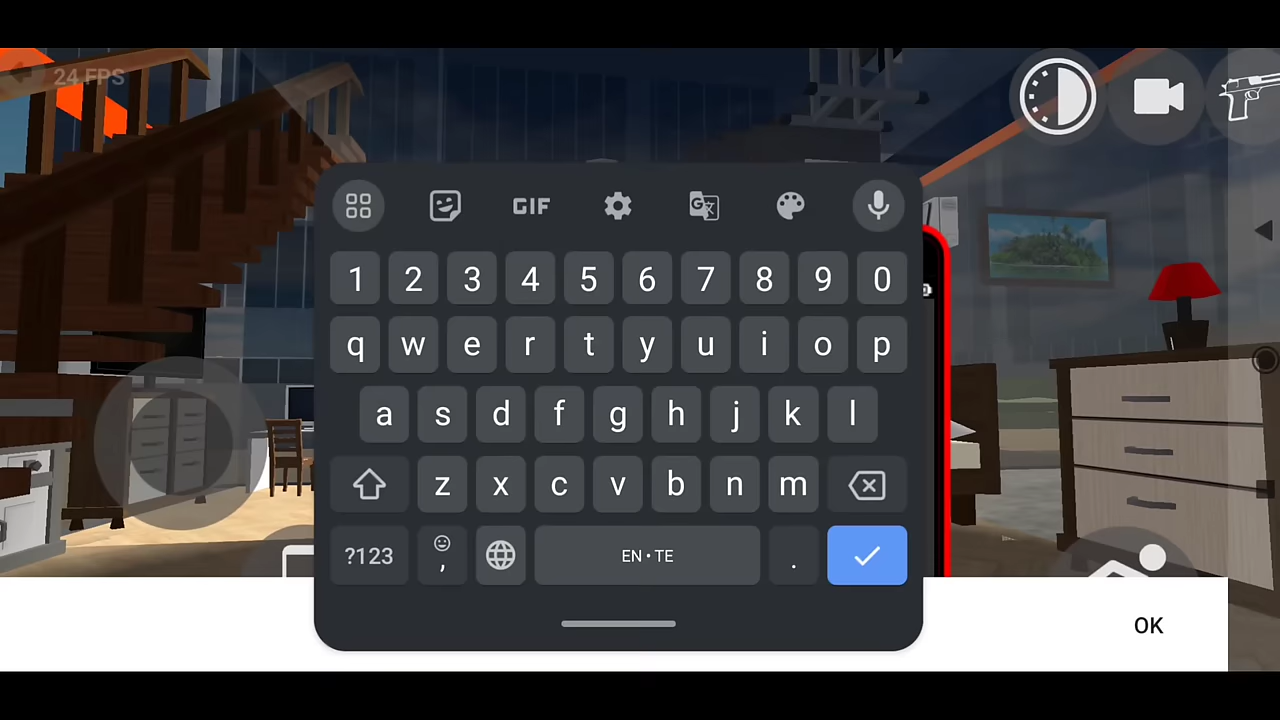 24 FPS
GIF
1 2 3 4 5 6 7 8 9 0
q w e r t y u i o p
a s d f g h j k l
z x c v b n m
?123 , EN • TE .
OK